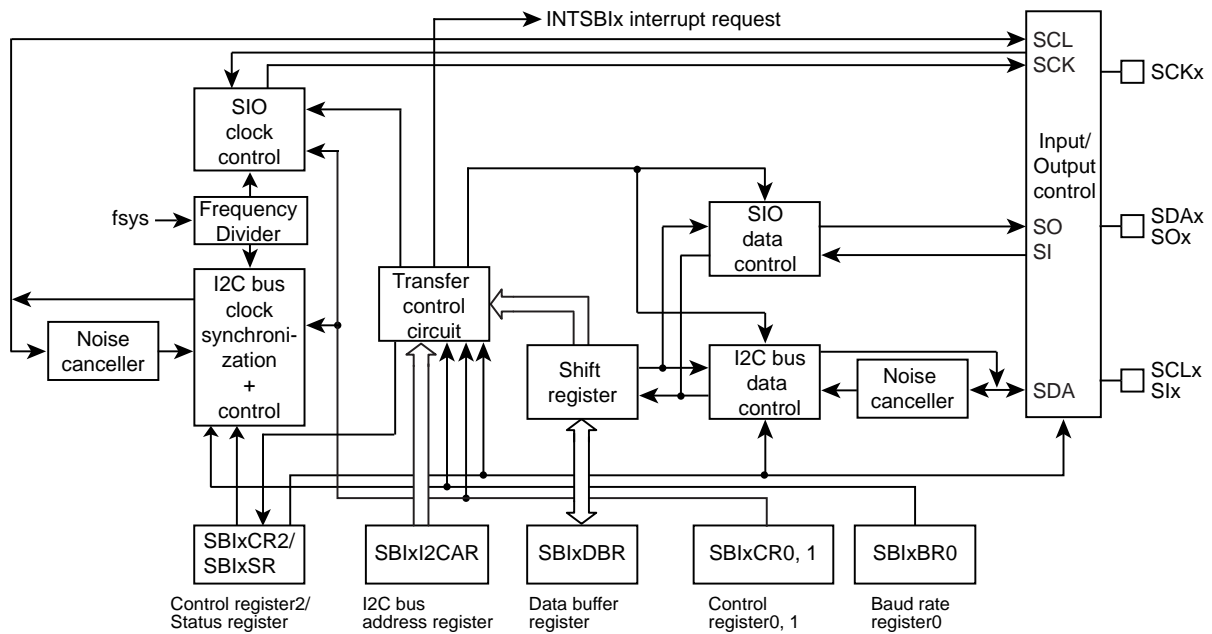 INTSBIx interrupt request
SCL
SCK
SCKx
SIO
clock
control
Input/
Output
control
fsys
Frequency
Divider
SIO
data
control
SO
SI
SDAx
SOx
I2C bus
clock
synchroni-
zation
+
control
Transfer
control
circuit
Noise
canceller
Shift
register
I2C bus
data
control
Noise
canceller
SDA
SCLx
SIx
SBIxCR2/
SBIxSR
SBIxI2CAR
SBIxDBR
SBIxCR0, 1
SBIxBR0
Control register2/
Status register
I2C bus
address register
Data buffer
register
Control
register0, 1
Baud rate
register0